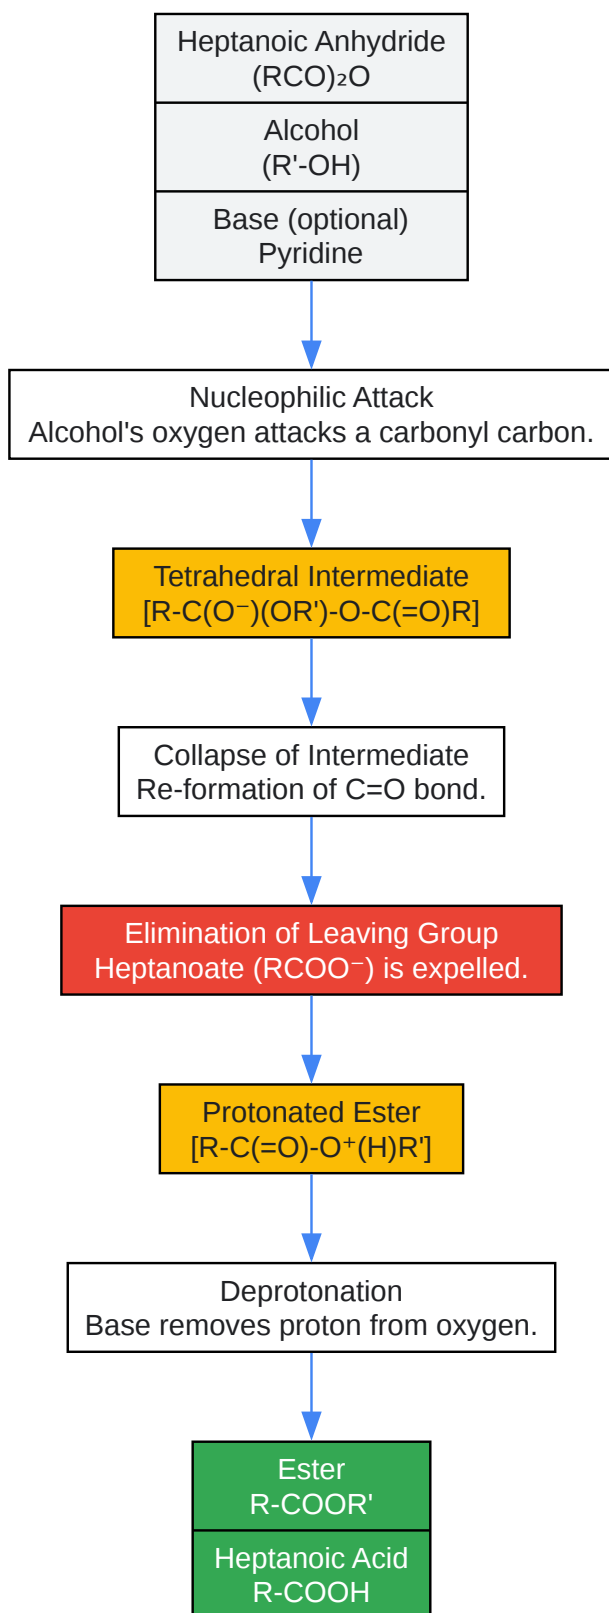 Heptanoic Anhydride
(RCO)₂O
Alcohol
(R'-OH)
Base (optional)
Pyridine
Nucleophilic Attack
Alcohol's oxygen attacks a carbonyl carbon.
Tetrahedral Intermediate
[R-C(O⁻)(OR')-O-C(=O)R]
Collapse of Intermediate
Re-formation of C=O bond.
Elimination of Leaving Group
Heptanoate (RCOO⁻) is expelled.
Protonated Ester
[R-C(=O)-O⁺(H)R']
Deprotonation
Base removes proton from oxygen.
Ester
R-COOR'
Heptanoic Acid
R-COOH